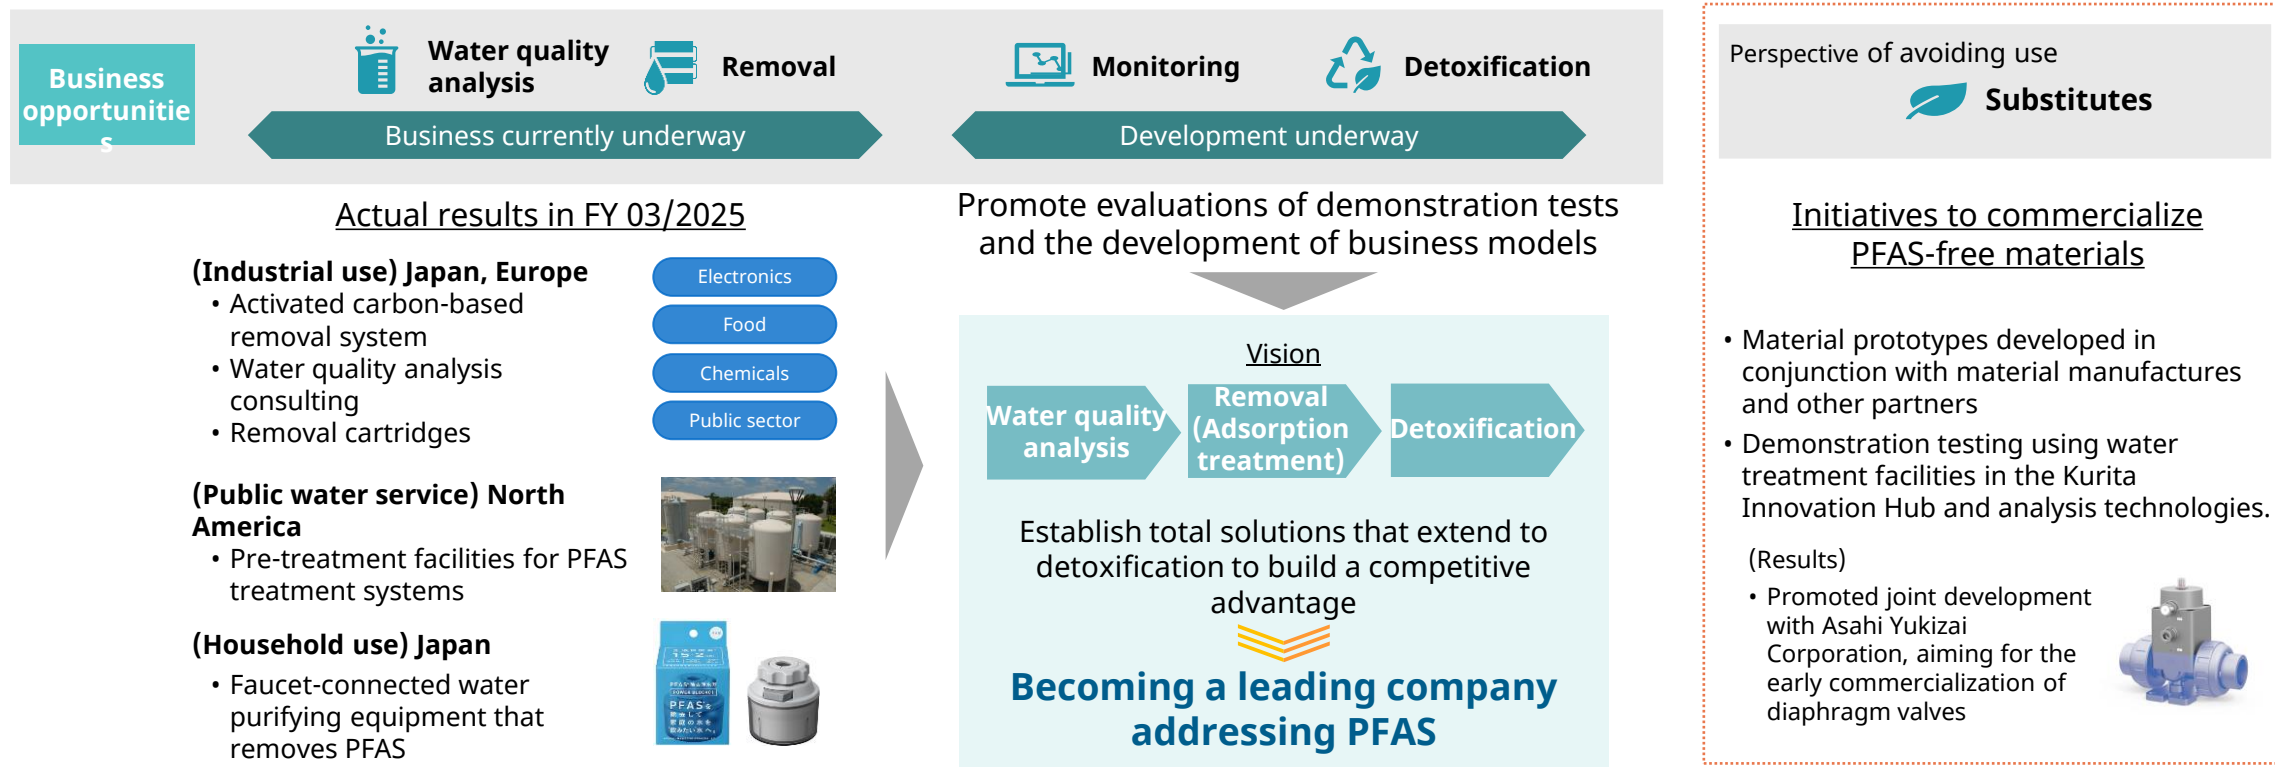 Business
opportunitie
s
Water quality
analysis
Removal
Monitoring
Detoxification
Business currently underway
Development underway
Perspective of avoiding use
Substitutes
Actual results in FY 03/2025
(Industrial use) Japan, Europe
• Activated carbon-based
removal system
• Water quality analysis
consulting
• Removal cartridges
Electronics
Food
Chemicals
Public sector
(Public water service) North
America
• Pre-treatment facilities for PFAS
treatment systems
(Household use) Japan
• Faucet-connected water
purifying equipment that
removes PFAS
PFASを
Promote evaluations of demonstration tests
and the development of business models
Vision
Water quality
analysis
Removal
(Adsorption
treatment)
Detoxification
Establish total solutions that extend to
detoxification to build a competitive
advantage
Becoming a leading company
addressing PFAS
Initiatives to commercialize
PFAS-free materials
• Material prototypes developed in
conjunction with material manufactures
and other partners
• Demonstration testing using water
treatment facilities in the Kurita
Innovation Hub and analysis technologies.
(Results)
• Promoted joint development
with Asahi Yukizai
Corporation, aiming for the
early commercialization of
diaphragm valves